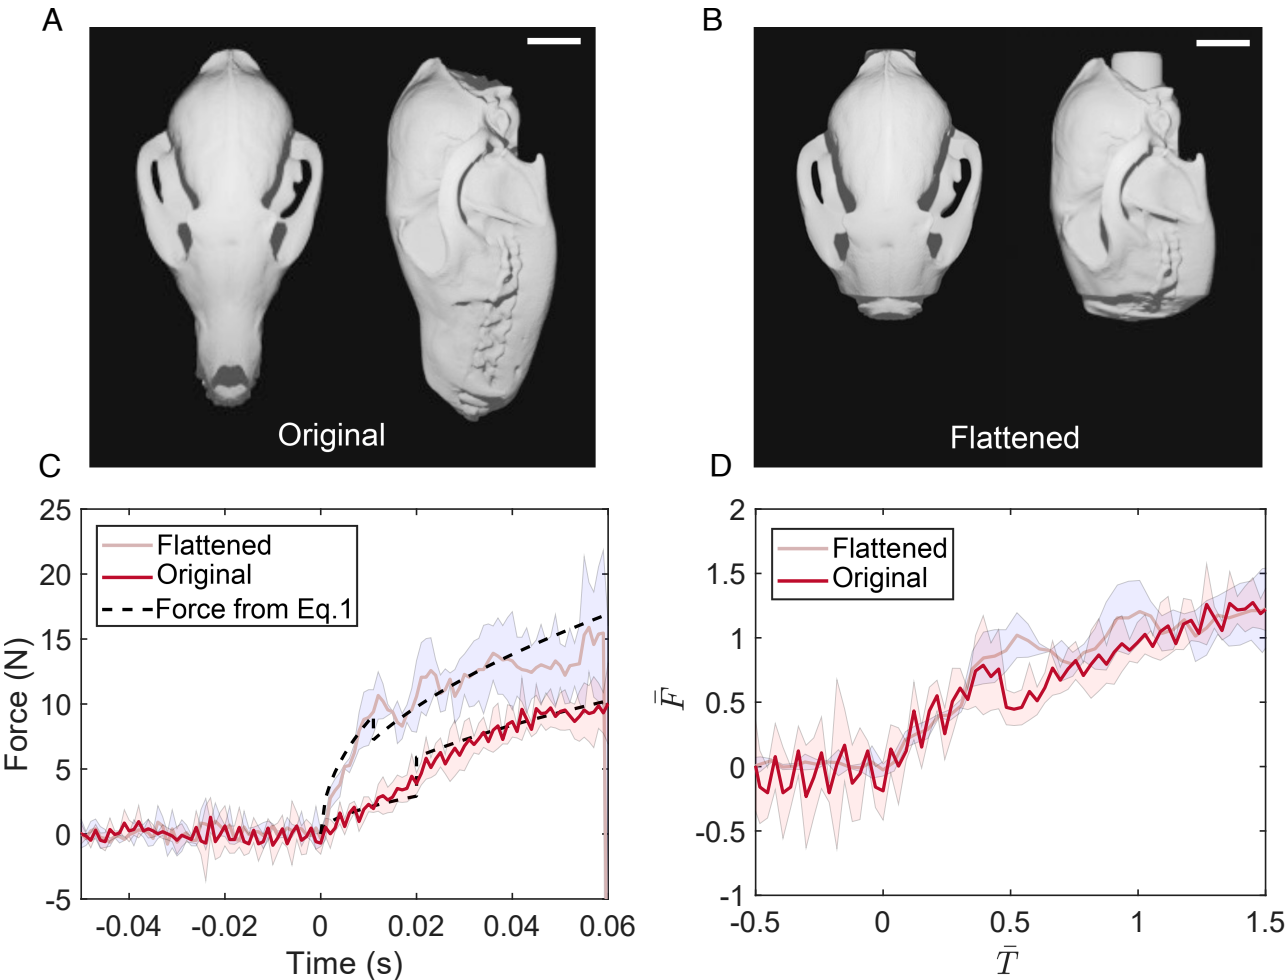 A
B
Original
Flattened
C
D
25
20
15
10
5
0
-5
Force (N)
Flattened
Original
Force from Eq.1
-0.04
-0.02
0
0.02
0.04
0.06
Time (s)
2
1.5
1
0.5
0
-0.5
-1
F̄
Flattened
Original
-0.5
0
0.5
1
1.5
T̄